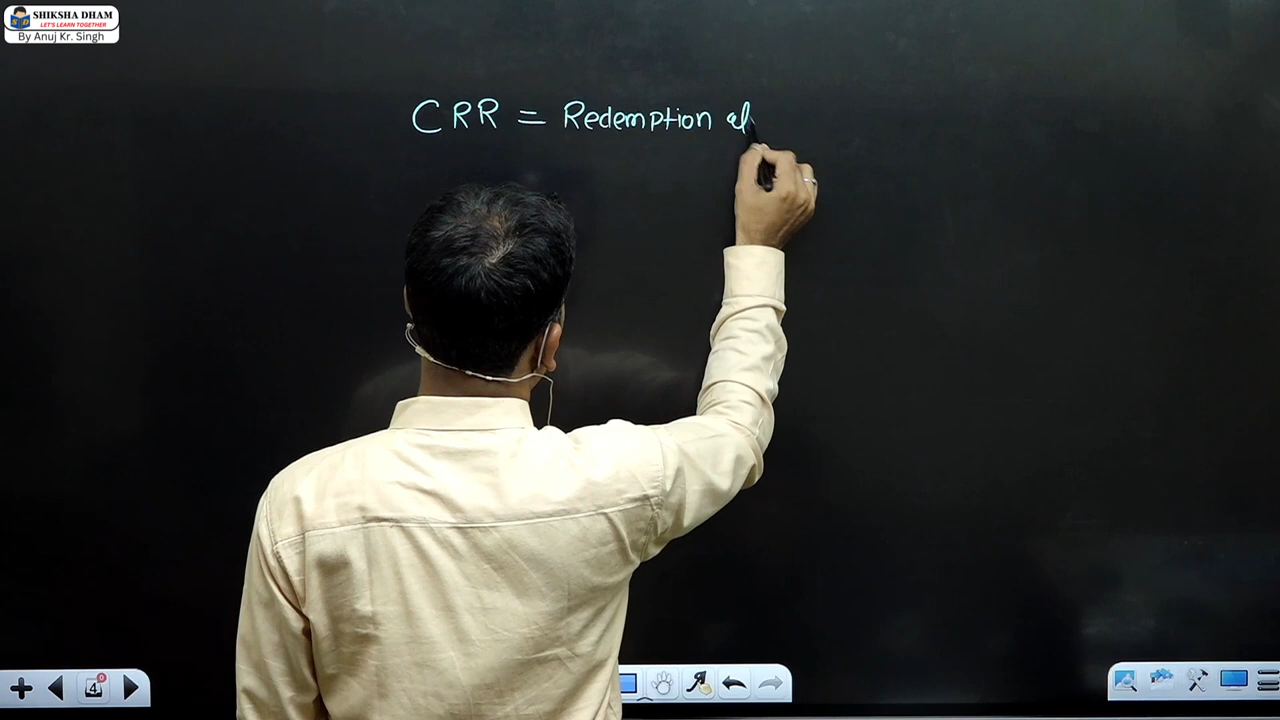 SHIKSHA DHAM
LET'S LEARN TOGETHER
By Anuj Kr. Singh
CRR = Redemption
4